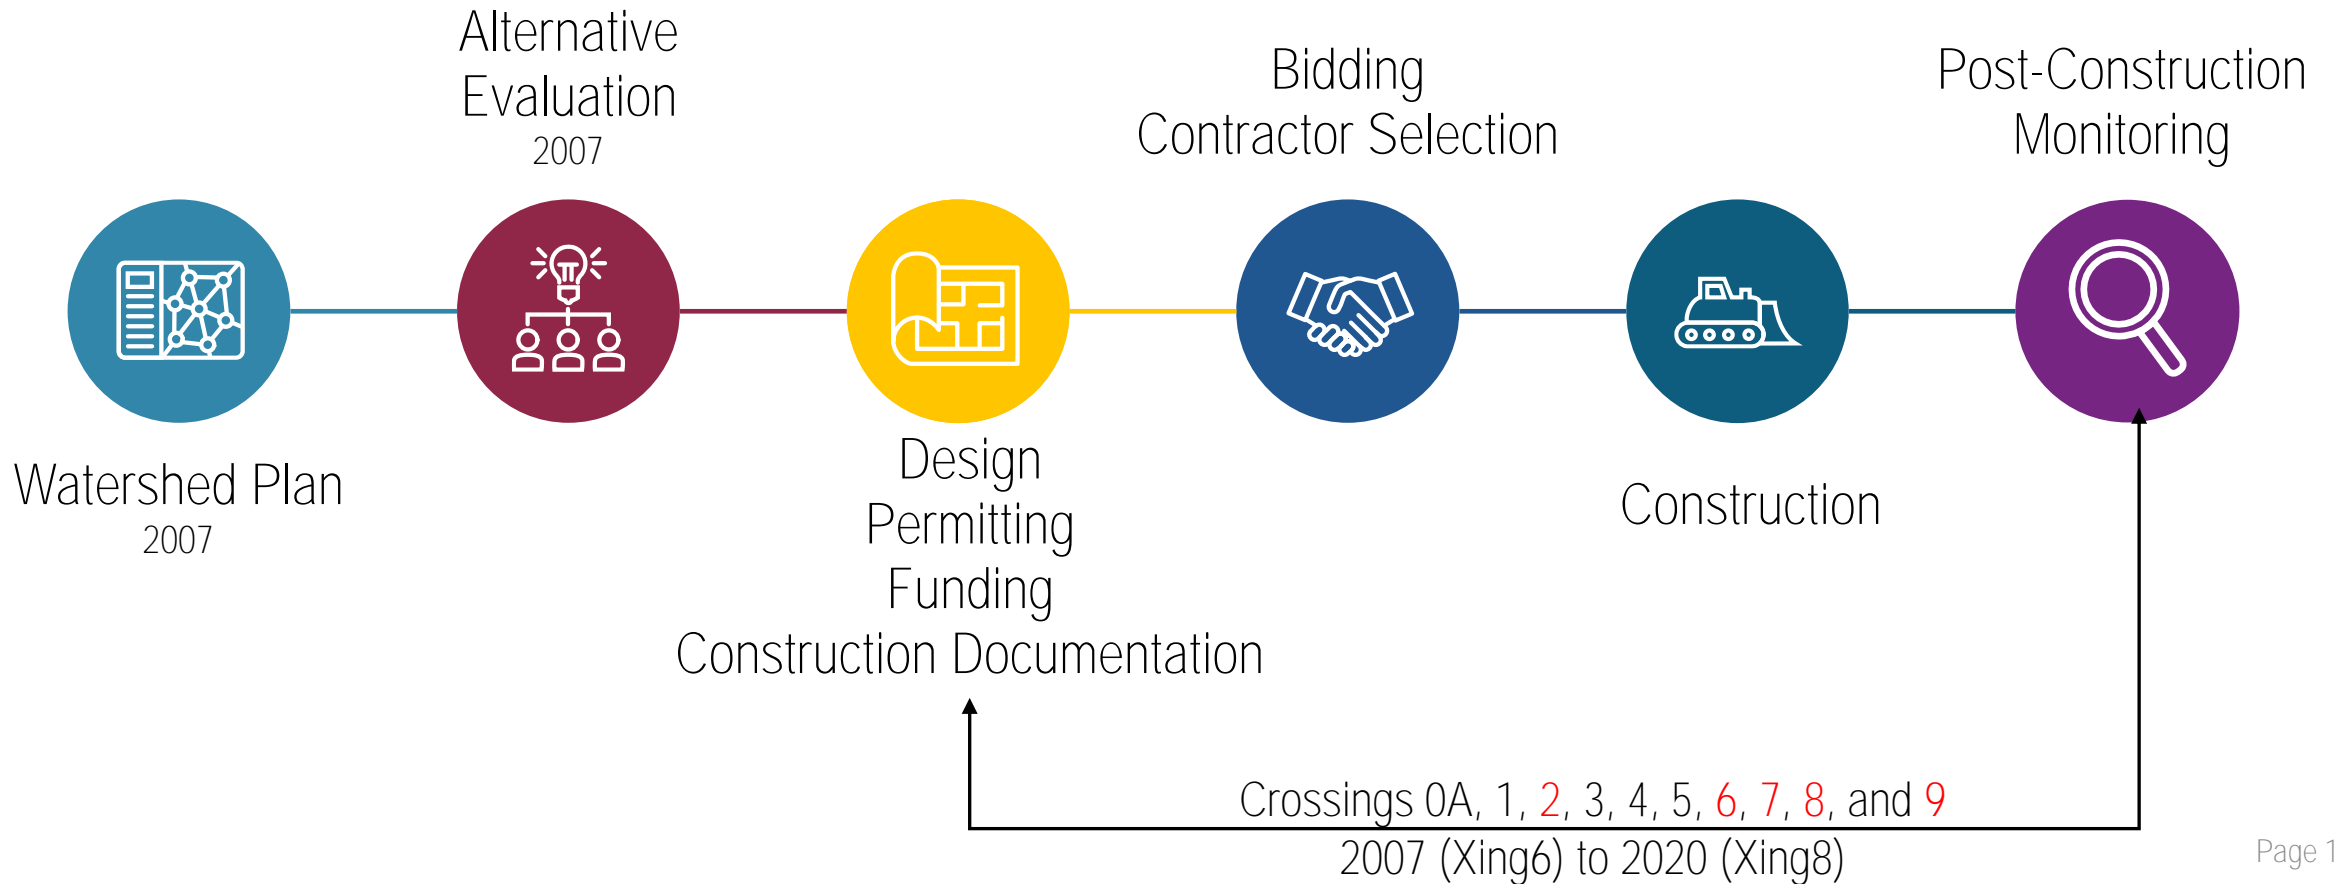 Alternative
Evaluation
2007
Bidding
Contractor Selection
Post-Construction
Monitoring
Watershed Plan
2007
Design
Permitting
Funding
Construction Documentation
Construction
Crossings 0A, 1, 2, 3, 4, 5, 6, 7, 8, and 9
2007 (Xing6) to 2020 (Xing8)
Page 1